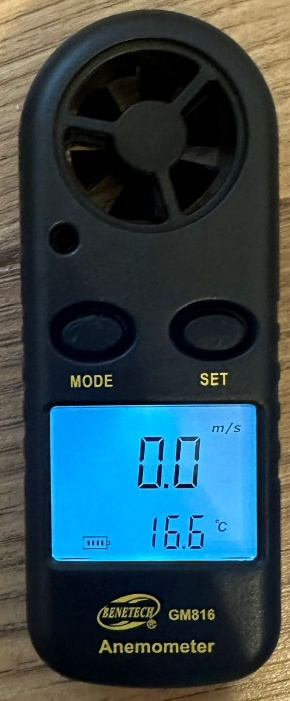 MODE SET
m/s
0.0
16.6 °C
BENETECH ® GM816
Anemometer